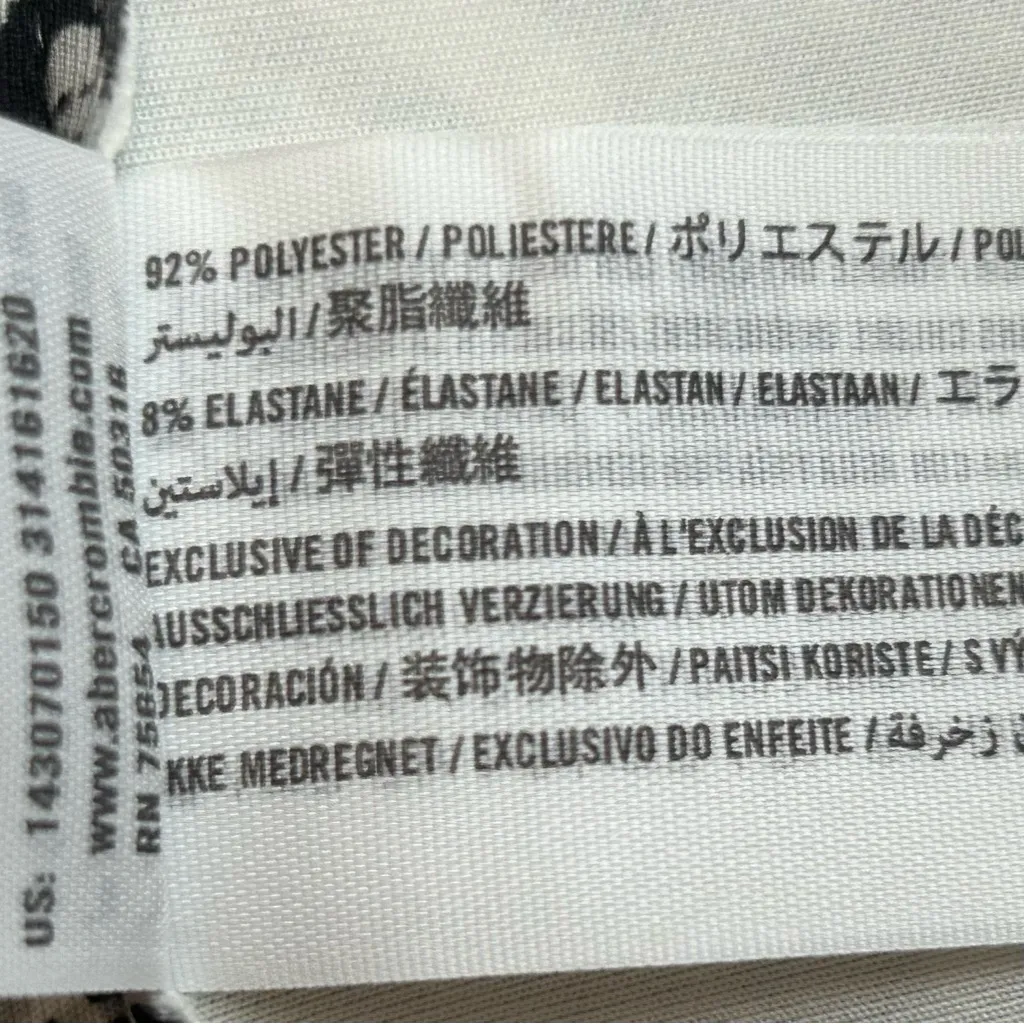 US: 143070150 314161620
www.abercrombie.com
RN 75654 CA 50318
92% POLYESTER / POLIESTERE / ポリエステル / POL
البوليستر / 聚脂纖維
8% ELASTANE / ÉLASTANE / ELASTAN / ELASTAAN / エラ
إيلاستين / 彈性纖維
EXCLUSIVE OF DECORATION / À L'EXCLUSION DE LA DÉC
AUSSCHLIESSLICH VERZIERUNG / UTOM DEKORATIONEN
DECORACIÓN / 装饰物除外 / PAITSI KORISTE / S VÝ
KKE MEDREGNET / EXCLUSIVO DO ENFEITE / زخرفة